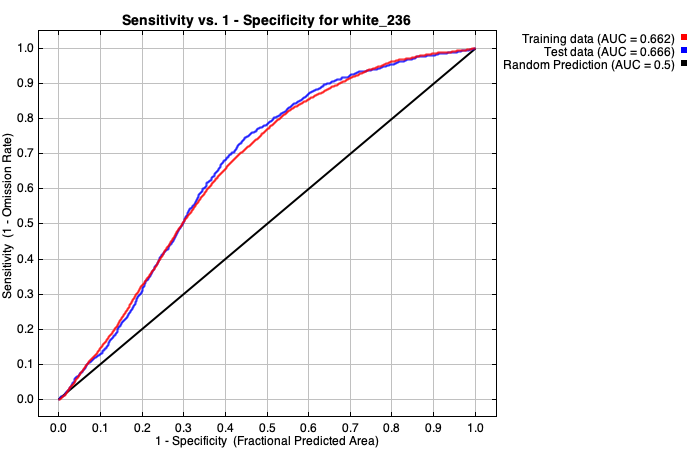 Sensitivity vs. 1 - Specificity for white_236
Training data (AUC = 0.662)
Test data (AUC = 0.666)
Random Prediction (AUC = 0.5)
Sensitivity (1 - Omission Rate)
1.0
0.9
0.8
0.7
0.6
0.5
0.4
0.3
0.2
0.1
0.0
0.0 0.1 0.2 0.3 0.4 0.5 0.6 0.7 0.8 0.9 1.0
1 - Specificity (Fractional Predicted Area)